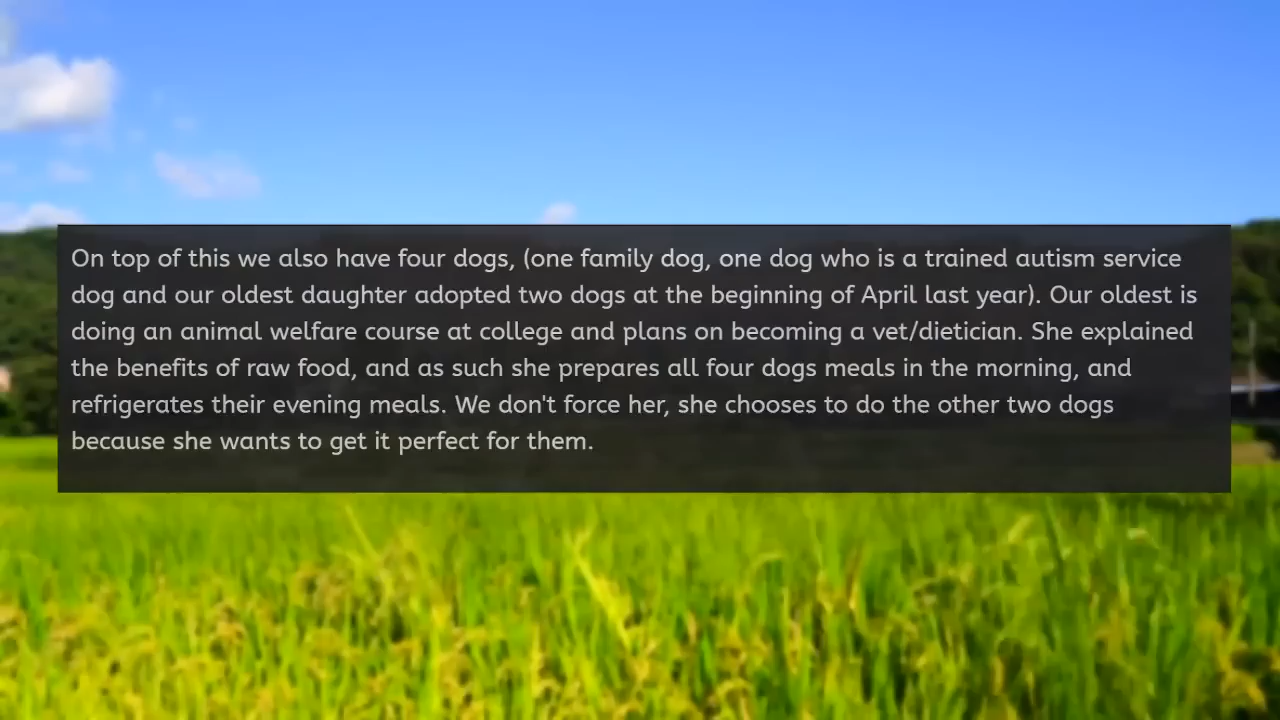 On top of this we also have four dogs, (one family dog, one dog who is a trained autism service
dog and our oldest daughter adopted two dogs at the beginning of April last year). Our oldest is
doing an animal welfare course at college and plans on becoming a vet/dietician. She explained
the benefits of raw food, and as such she prepares all four dogs meals in the morning, and
refrigerates their evening meals. We don't force her, she chooses to do the other two dogs
because she wants to get it perfect for them.